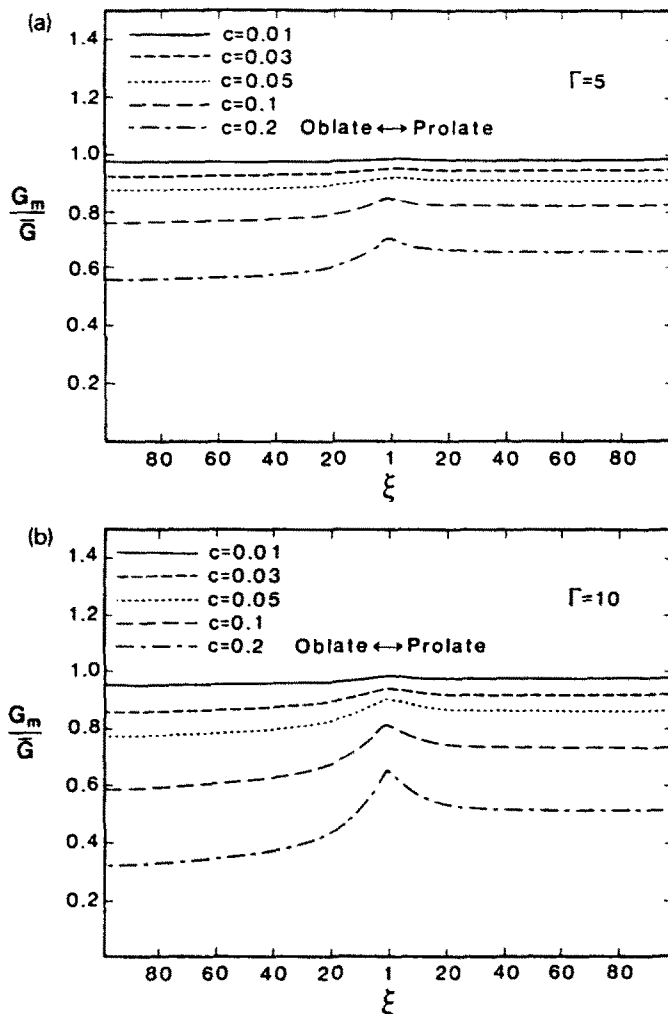 (a)
1.4
1.2
1.0
0.8
0.6
0.4
0.2
c=0.01
c=0.03
c=0.05
c=0.1
c=0.2 Oblate ↔ Prolate
Γ=5
G_m
G̅
80 60 40 20 1 20 40 60 80
ξ
(b)
1.4
1.2
1.0
0.8
0.6
0.4
0.2
c=0.01
c=0.03
c=0.05
c=0.1
c=0.2 Oblate ↔ Prolate
Γ=10
G_m
G̅
80 60 40 20 1 20 40 60 80
ξ